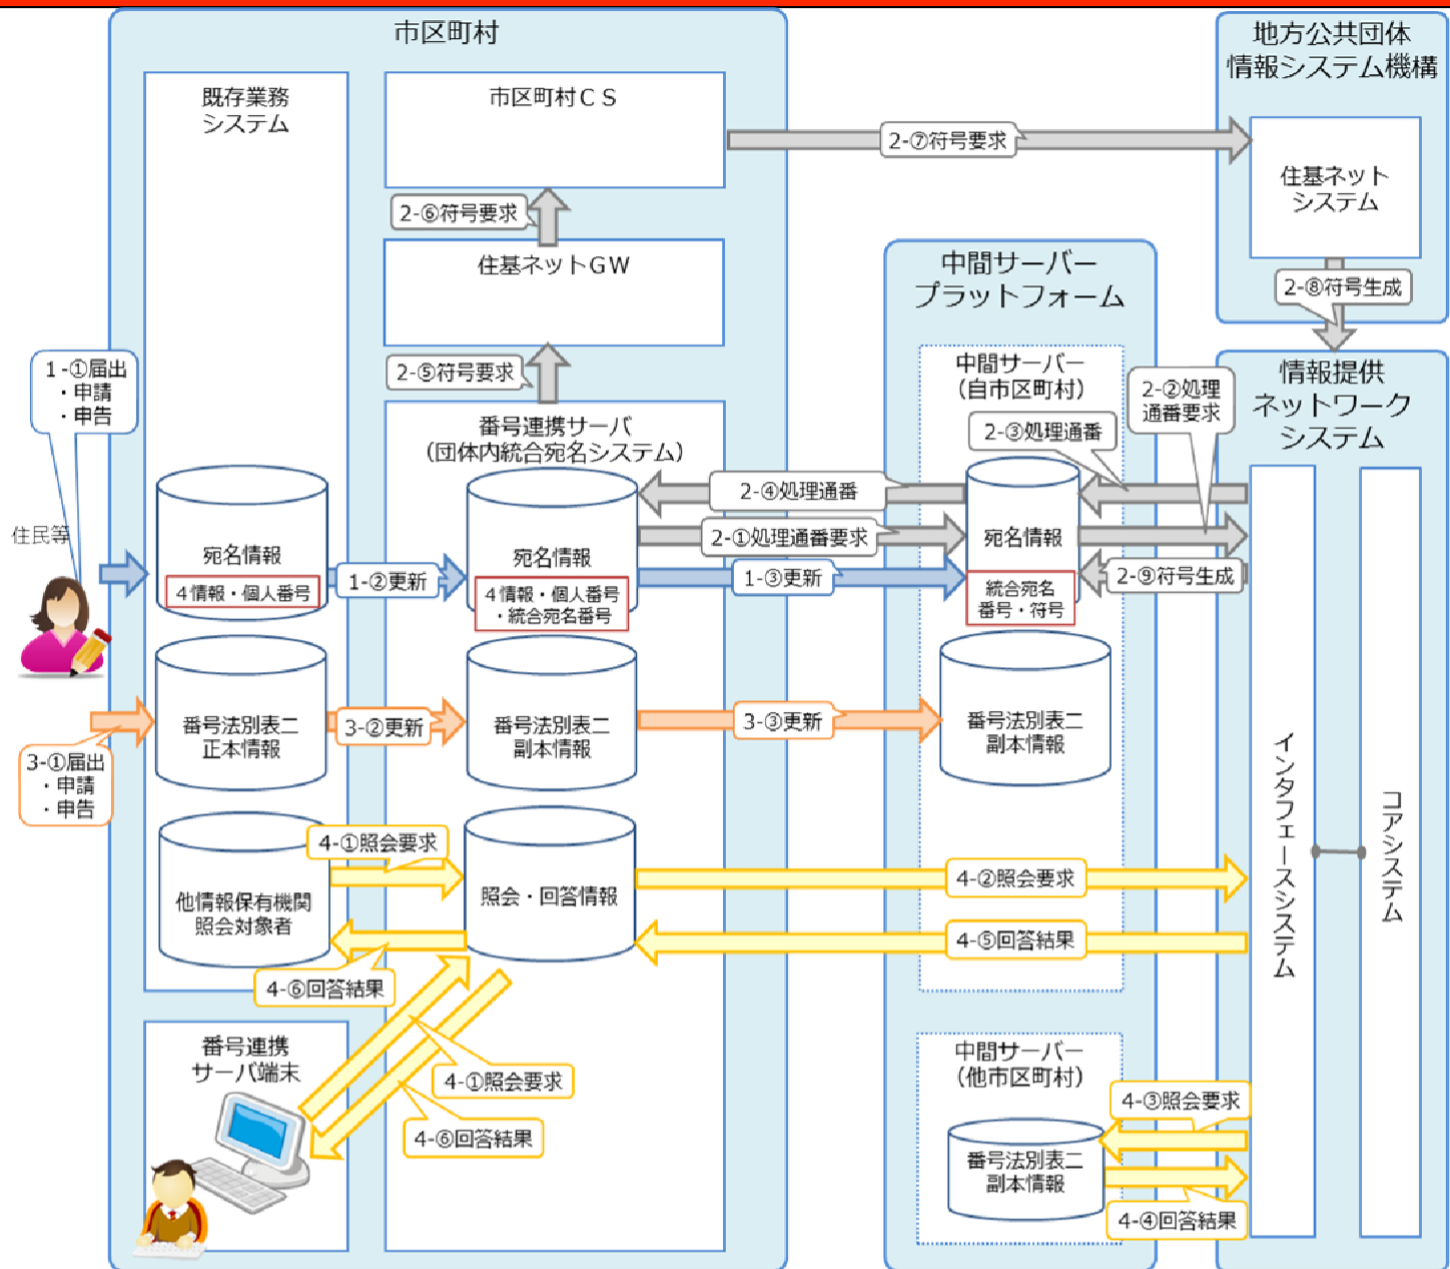 市区町村
地方公共団体
情報システム機構
既存業務
システム
市区町村ＣＳ
2-⑦符号要求
住基ネット
システム
2-⑥符号要求
住基ネットＧＷ
中間サーバー
プラットフォーム
2-⑧符号生成
2-⑤符号要求
1-①届出
・申請
・申告
中間サーバー
（自市区町村）
2-②処理
通番要求
情報提供
ネットワーク
システム
番号連携サーバ
（団体内統合宛名システム）
2-③処理通番
2-④処理通番
住民等
宛名情報
宛名情報
2-①処理通番要求
宛名情報
４情報・個人番号
1-②更新
４情報・個人番号
・統合宛名番号
1-③更新
統合宛名
番号・符号
2-⑨符号生成
番号法別表二
正本情報
3-②更新
番号法別表二
副本情報
3-③更新
番号法別表二
副本情報
3-①届出
・申請
・申告
インタフェースシステム
コアシステム
4-①照会要求
他情報保有機関
照会対象者
照会・回答情報
4-②照会要求
4-⑤回答結果
4-⑥回答結果
番号連携
サーバ端末
4-①照会要求
4-⑥回答結果
中間サーバー
（他市区町村）
4-③照会要求
番号法別表二
副本情報
4-④回答結果